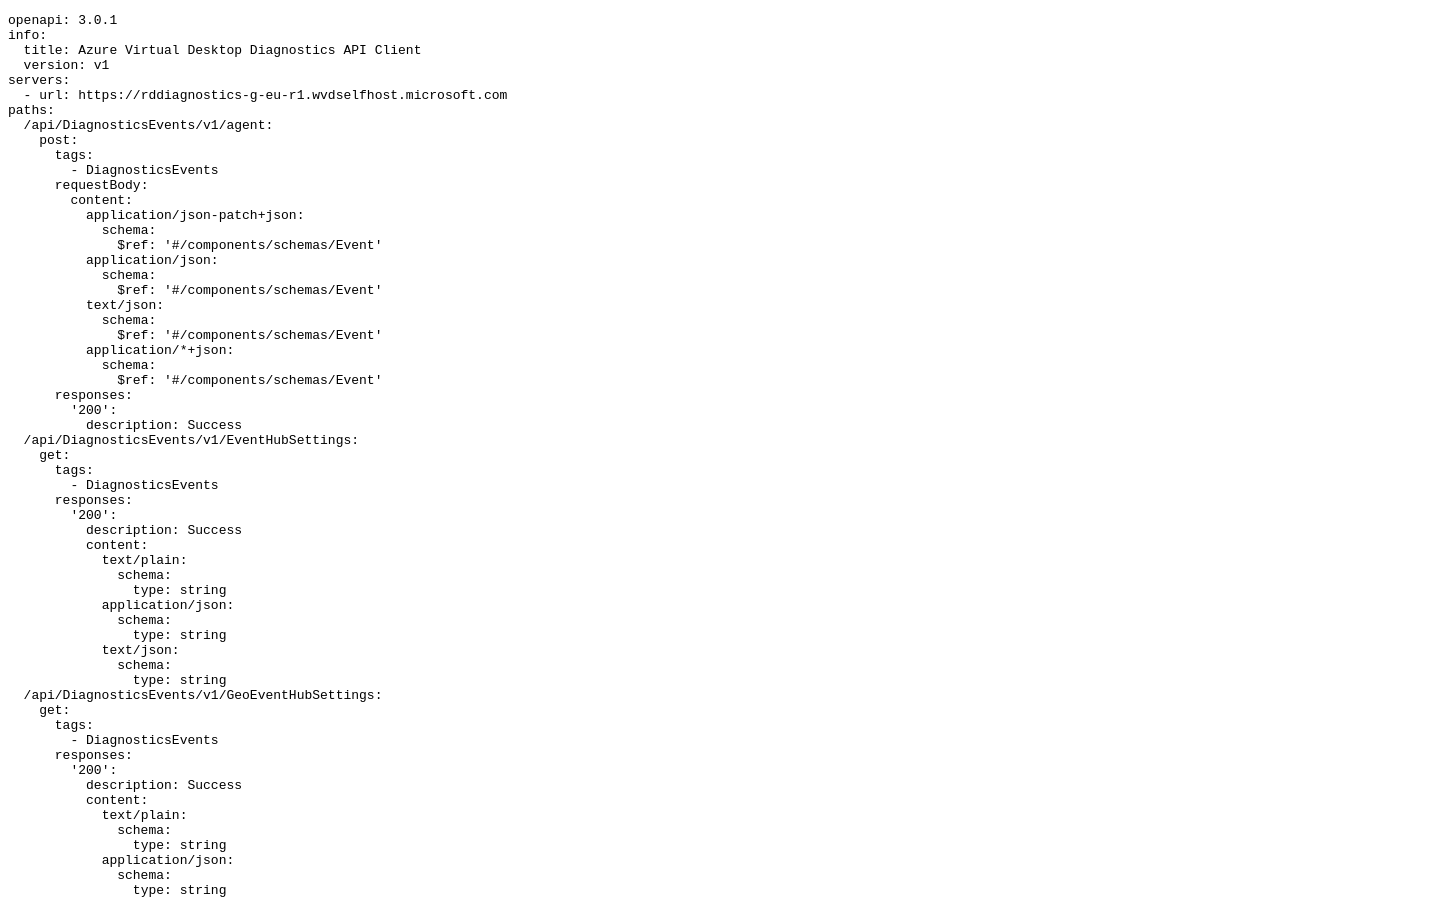 openapi: 3.0.1
info:
  title: Azure Virtual Desktop Diagnostics API Client
  version: v1
servers:
  - url: https://rddiagnostics-g-eu-r1.wvdselfhost.microsoft.com
paths:
  /api/DiagnosticsEvents/v1/agent:
    post:
      tags:
        - DiagnosticsEvents
      requestBody:
        content:
          application/json-patch+json:
            schema:
              $ref: '#/components/schemas/Event'
          application/json:
            schema:
              $ref: '#/components/schemas/Event'
          text/json:
            schema:
              $ref: '#/components/schemas/Event'
          application/*+json:
            schema:
              $ref: '#/components/schemas/Event'
      responses:
        '200':
          description: Success
  /api/DiagnosticsEvents/v1/EventHubSettings:
    get:
      tags:
        - DiagnosticsEvents
      responses:
        '200':
          description: Success
          content:
            text/plain:
              schema:
                type: string
            application/json:
              schema:
                type: string
            text/json:
              schema:
                type: string
  /api/DiagnosticsEvents/v1/GeoEventHubSettings:
    get:
      tags:
        - DiagnosticsEvents
      responses:
        '200':
          description: Success
          content:
            text/plain:
              schema:
                type: string
            application/json:
              schema:
                type: string